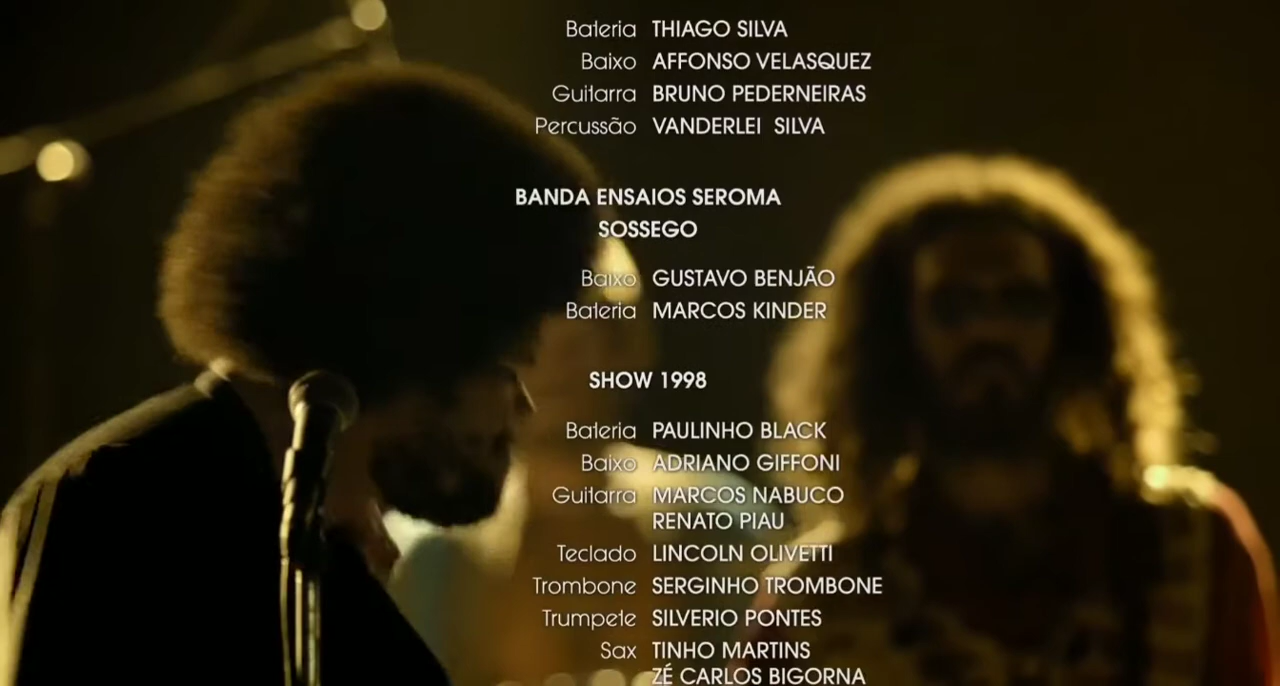 Bateria THIAGO SILVA
Baixo AFFONSO VELASQUEZ
Guitarra BRUNO PEDERNEIRAS
Percussão VANDERLEI SILVA
BANDA ENSAIOS SEROMA
SOSSEGO
Baixo GUSTAVO BENJÃO
Bateria MARCOS KINDER
SHOW 1998
Bateria PAULINHO BLACK
Baixo ADRIANO GIFFONI
Guitarra MARCOS NABUCO
RENATO PIAU
Teclado LINCOLN OLIVETTI
Trombone SERGINHO TROMBONE
Trumpete SILVERIO PONTES
Sax TINHO MARTINS
ZÉ CARLOS BIGORNA